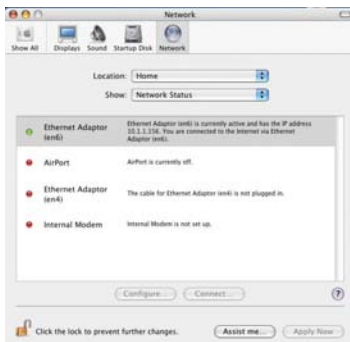 Network
Show All Displays Sound Startup Disk Network
Location: Home
Show: Network Status
Ethernet Adaptor (en6)
Ethernet Adaptor (en6) is currently active and has the IP address
10.1.1.156. You are connected to the Internet via Ethernet
Adaptor (en6).
AirPort
AirPort is currently off.
Ethernet Adaptor (en4)
The cable for Ethernet Adaptor (en4) is not plugged in.
Internal Modem
Internal Modem is not set up.
Configure... Connect... ?
Click the lock to prevent further changes.
Assist me... Apply Now